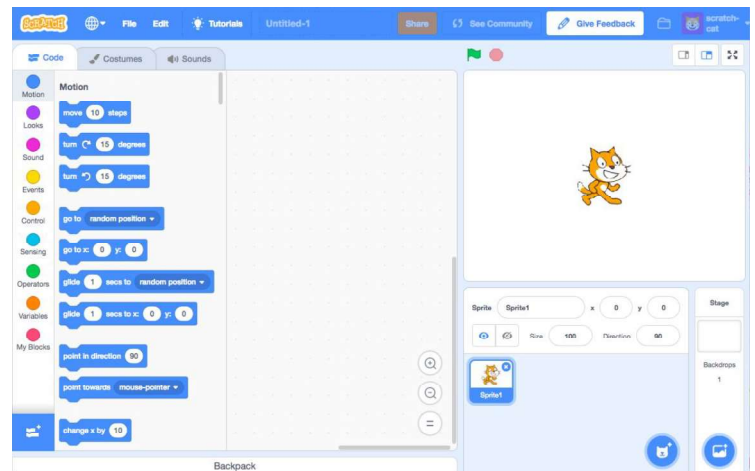 SCRATCH File Edit Tutorials Untitled-1 Share See Community Give Feedback scratch-cat
Code Costumes Sounds
Motion
Looks
Sound
Events
Control
Sensing
Operators
Variables
My Blocks
Motion
move 10 steps
turn 15 degrees
turn 15 degrees
go to random position
go to x: 0 y: 0
glide 1 secs to random position
glide 1 secs to x: 0 y: 0
point in direction 90
point towards mouse-pointer
change x by 10
Backpack
Sprite Sprite1 x 0 y 0
Size 100 Direction 90
Sprite1
Stage
Backdrops
1